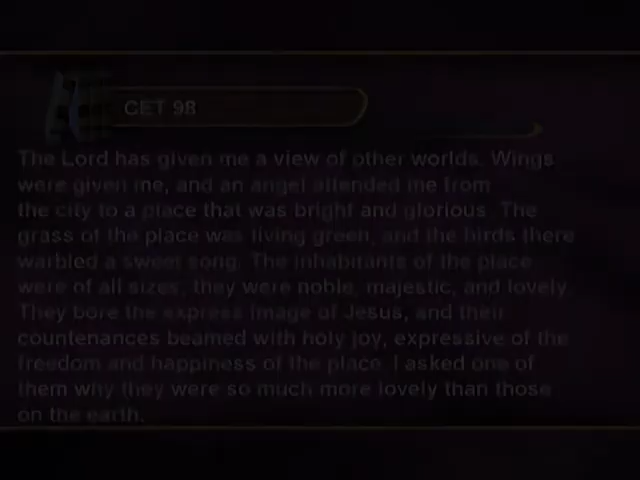 CET 98
The Lord has given me a view of other worlds. Wings
were given me, and an angel attended me from
the city to a place that was bright and glorious. The
grass of the place was living green, and the birds there
warbled a sweet song. The inhabitants of the place
were of all sizes; they were noble, majestic, and lovely.
They bore the express image of Jesus, and their
countenances beamed with holy joy, expressive of the
freedom and happiness of the place. I asked one of
them why they were so much more lovely than those
on the earth.